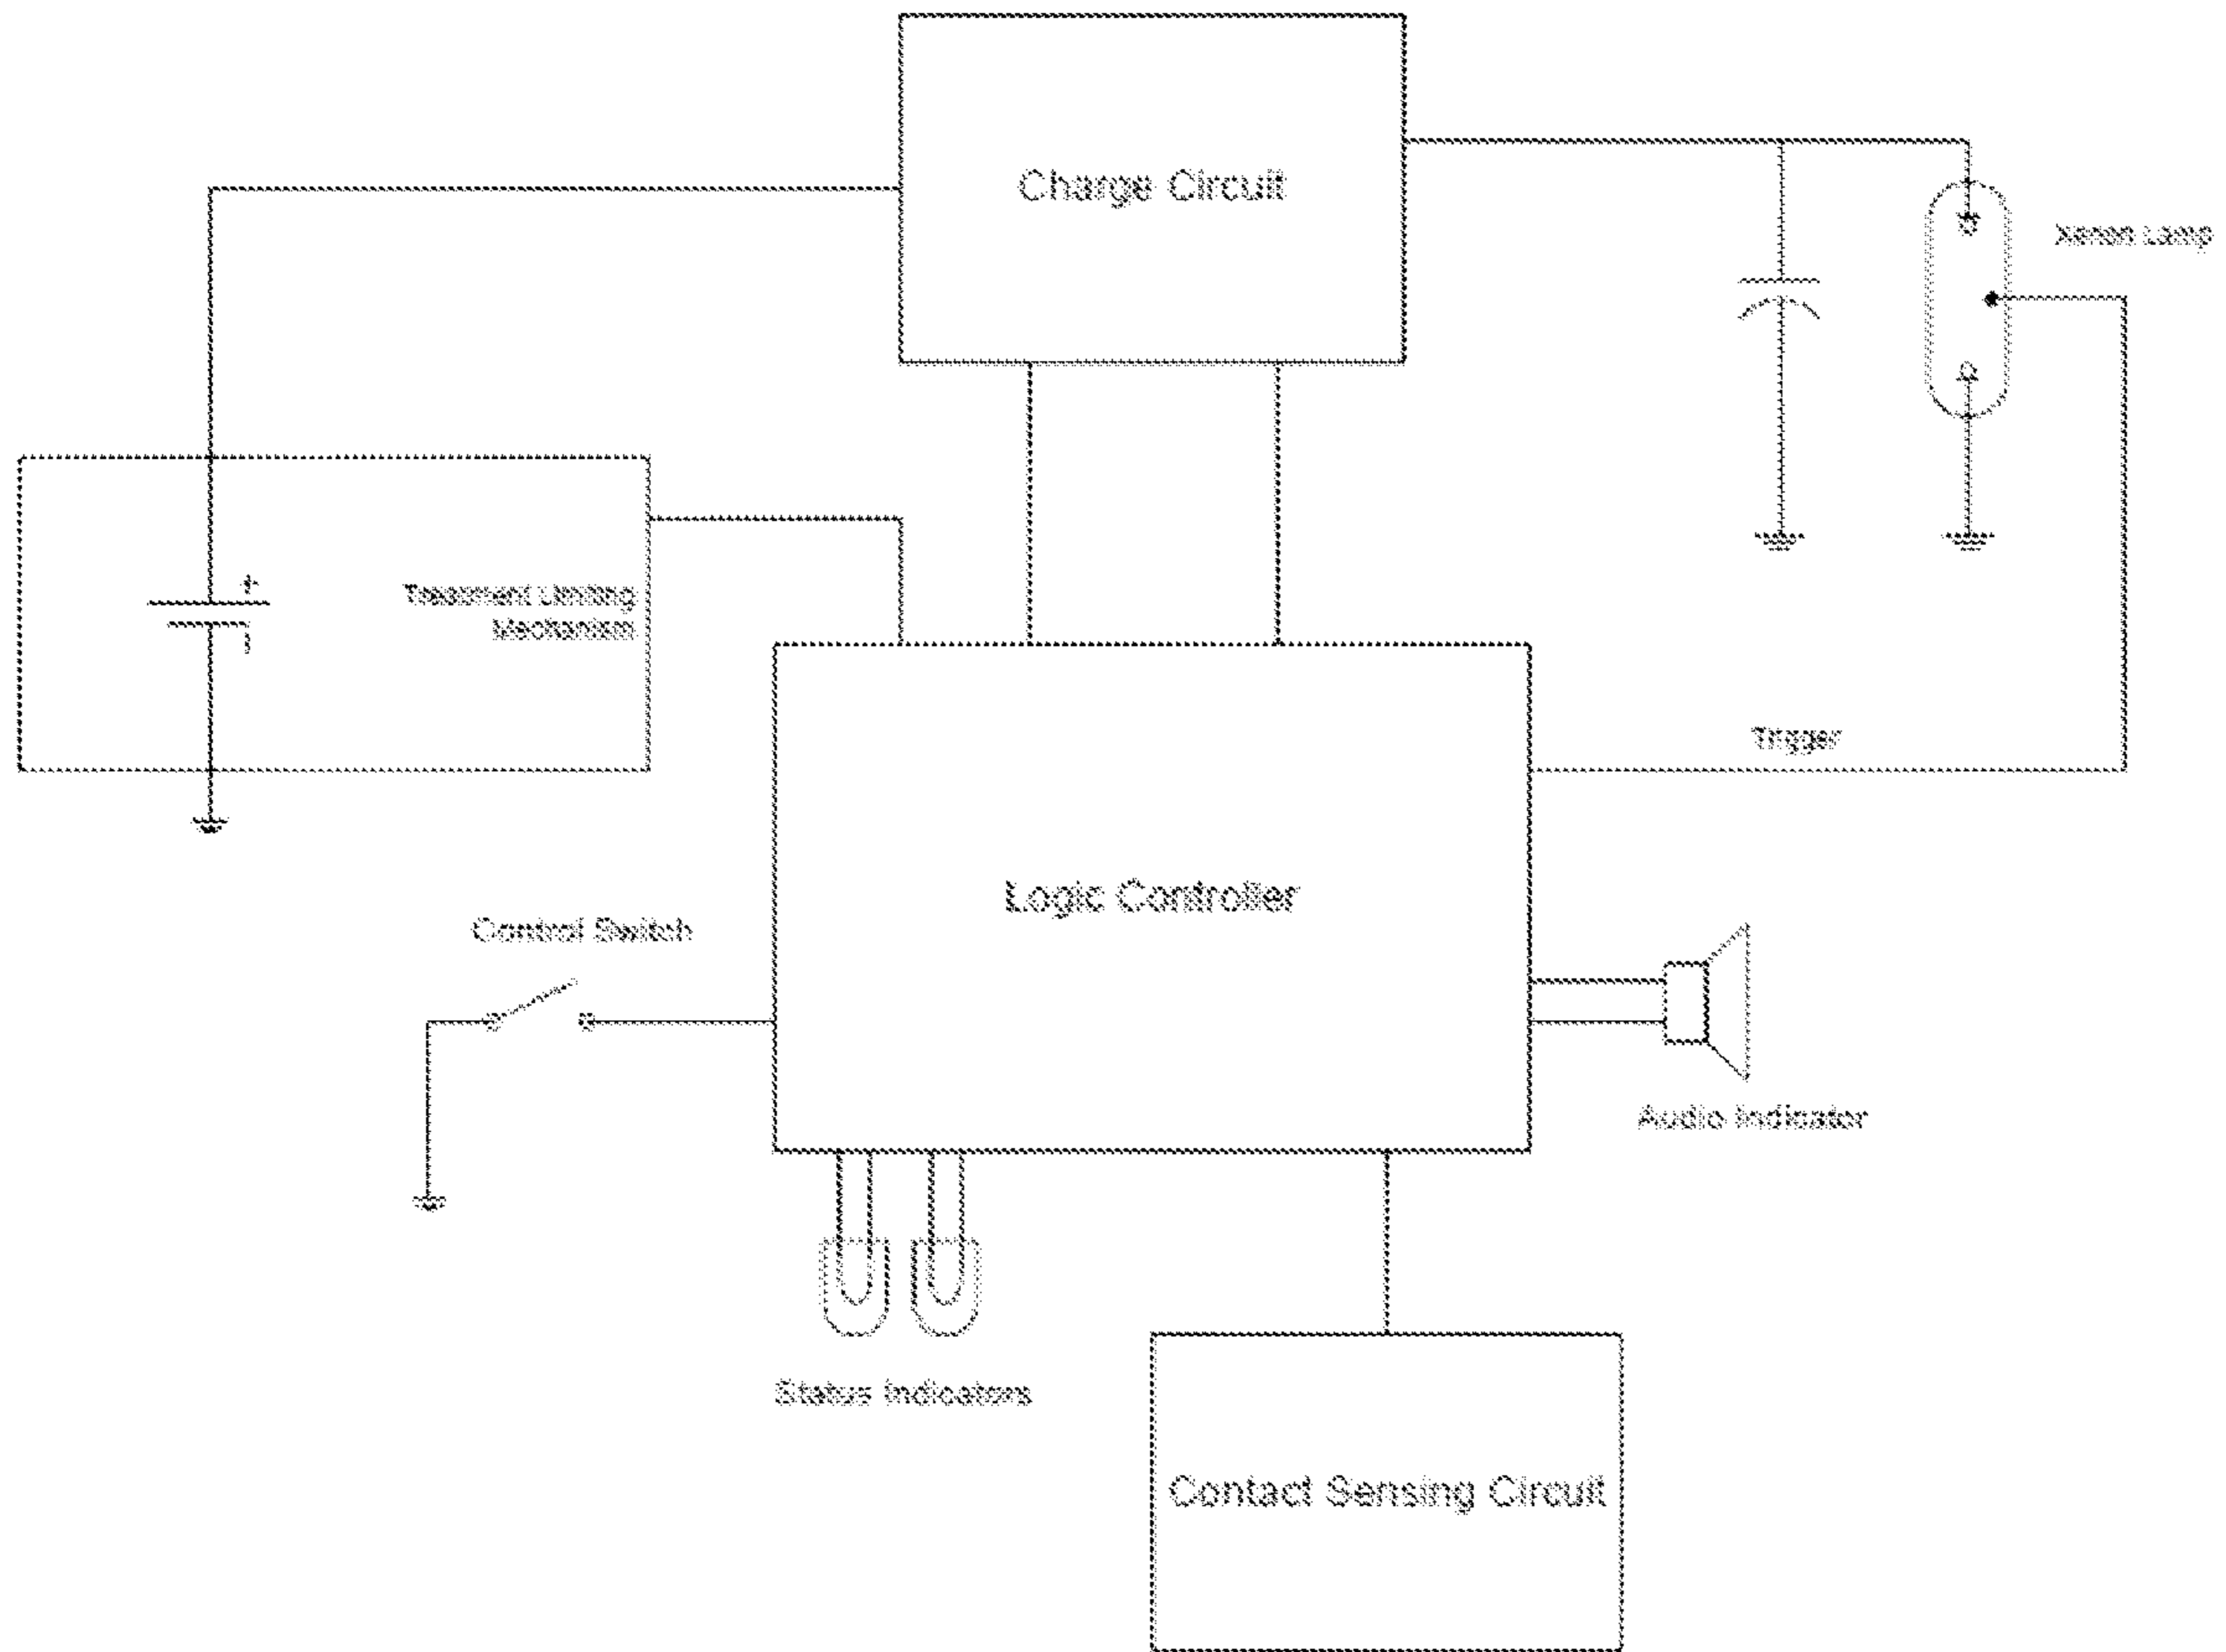 Charge Circuit
Xenon Lamp
Treatment Limiting
Mechanism
+
Trigger
Logic Controller
Control Switch
Audio Indicator
Status Indicators
Contact Sensing Circuit